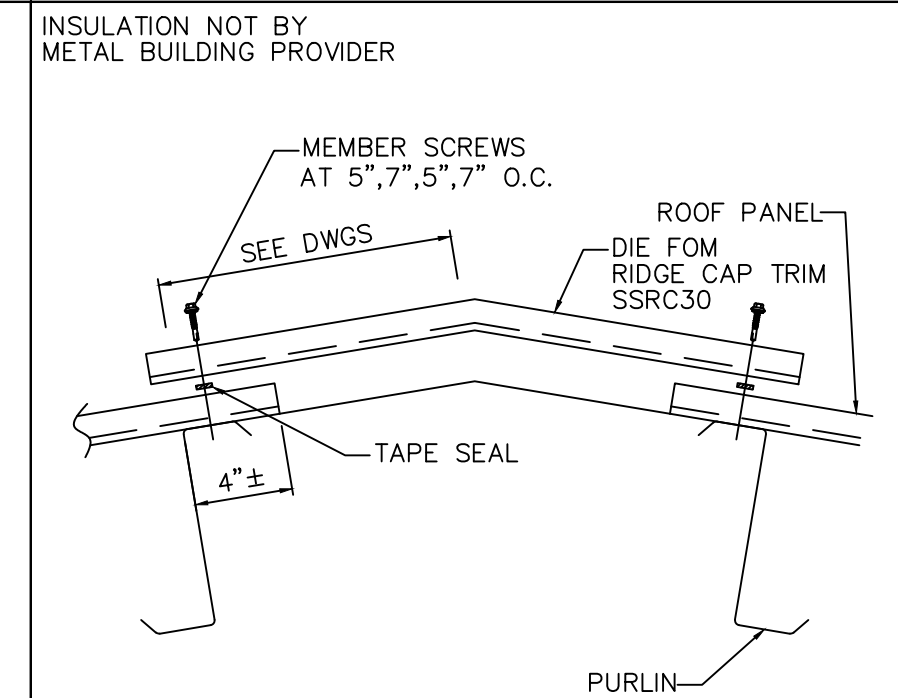 INSULATION NOT BY
METAL BUILDING PROVIDER
MEMBER SCREWS
AT 5",7",5",7" O.C.
SEE DWGS
ROOF PANEL
DIE FOM
RIDGE CAP TRIM
SSRC30
TAPE SEAL
4"±
PURLIN